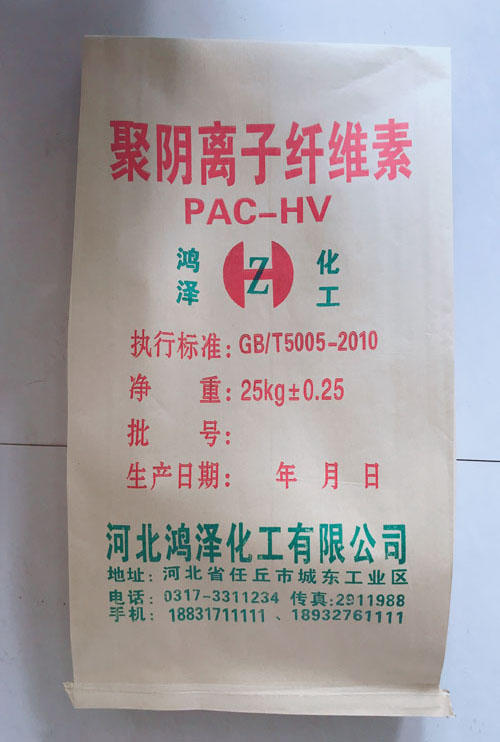 聚阴离子纤维素
PAC-HV
鸿泽
HZ
化工
执行标准：GB/T5005-2010
净 重：25kg±0.25
批 号：
生产日期： 年 月 日
河北鸿泽化工有限公司
地址：河北省任丘市城东工业区
电话：0317-3311234 传真:2911988
手机：18831711111、18932761111